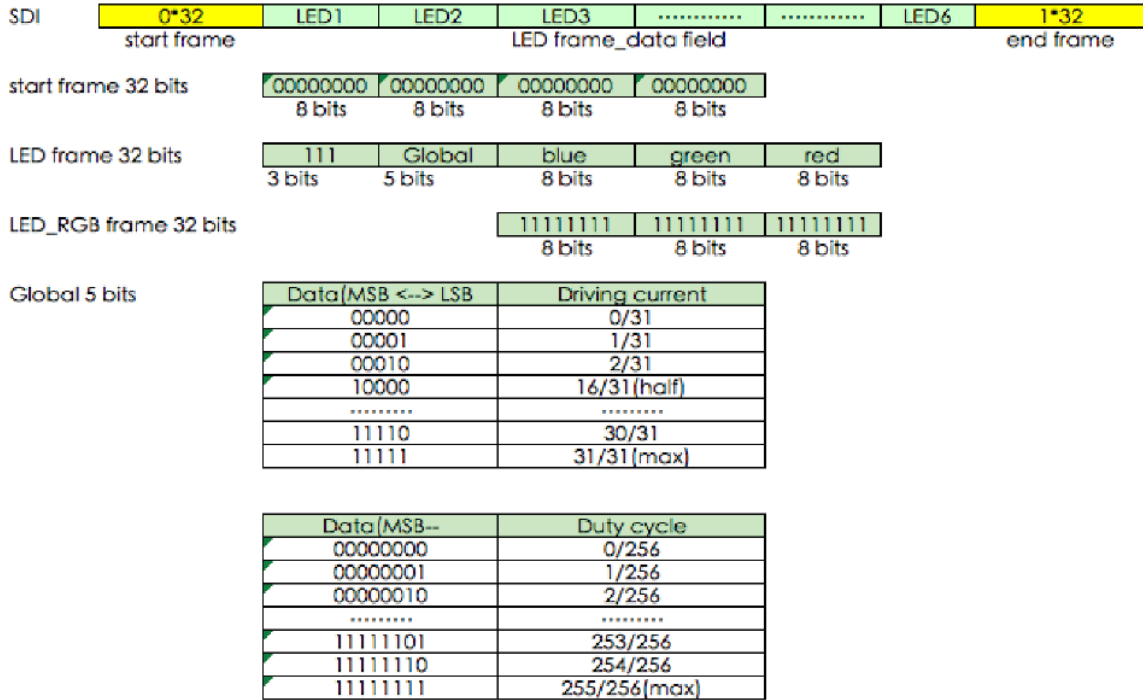 SDI 0*32 LED1 LED2 LED3 ............ ............ LED6 1*32
start frame LED frame_data field end frame
start frame 32 bits 00000000 00000000 00000000 00000000
8 bits 8 bits 8 bits 8 bits
LED frame 32 bits 111 Global blue green red
3 bits 5 bits 8 bits 8 bits 8 bits
LED_RGB frame 32 bits 11111111 11111111 11111111
8 bits 8 bits 8 bits
Global 5 bits Data(MSB <--> LSB Driving current
00000 0/31
00001 1/31
00010 2/31
10000 16/31(half)
......... .........
11110 30/31
11111 31/31(max)
Data(MSB-- Duty cycle
00000000 0/256
00000001 1/256
00000010 2/256
......... .........
11111101 253/256
11111110 254/256
11111111 255/256(max)